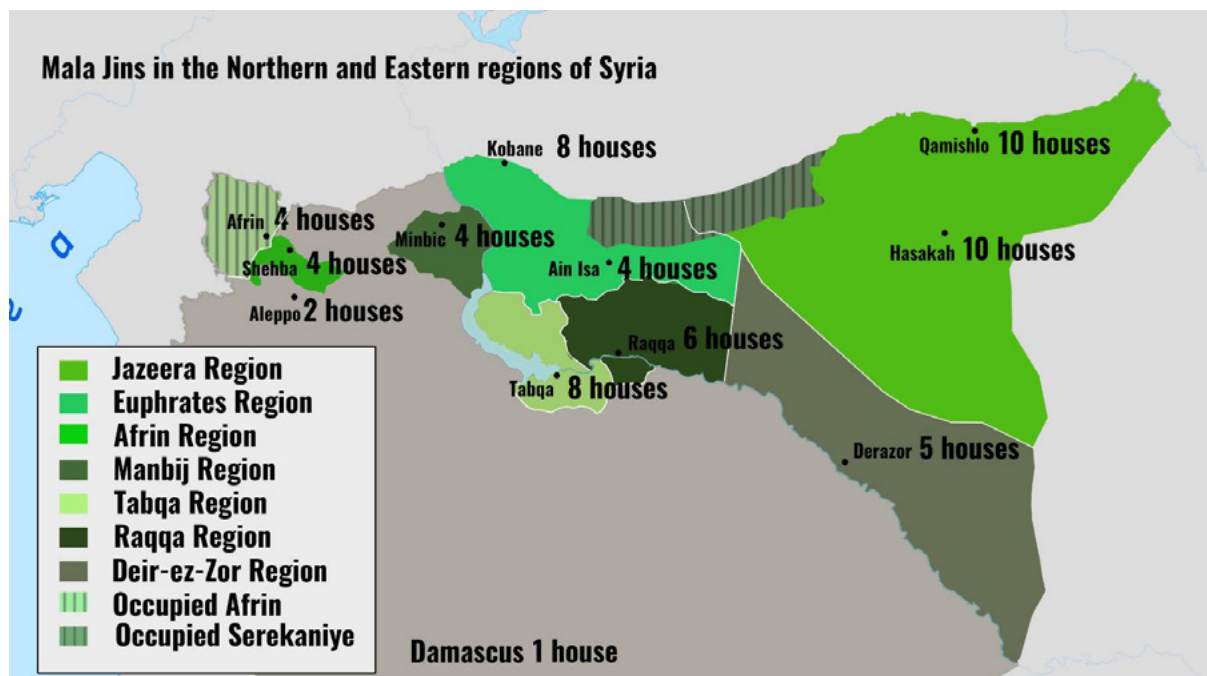 Mala Jins in the Northern and Eastern regions of Syria
Kobane 8 houses
Qamishlo 10 houses
Afrin 4 houses
Minbic 4 houses
Hasakah 10 houses
Shehba 4 houses
Ain Isa 4 houses
Aleppo 2 houses
Raqqa 6 houses
Tabqa 8 houses
Derazor 5 houses
Jazeera Region
Euphrates Region
Afrin Region
Manbij Region
Tabqa Region
Raqqa Region
Deir-ez-Zor Region
Occupied Afrin
Occupied Serekaniye
Damascus 1 house